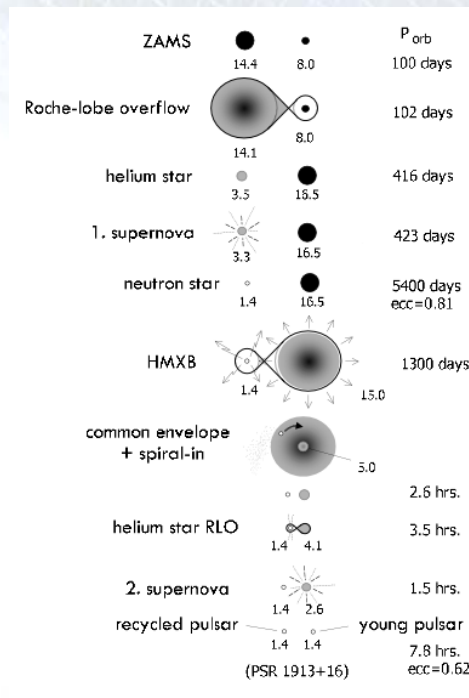 ZAMS
P orb
14.4 8.0
100 days
Roche-lobe overflow
102 days
8.0
14.1
helium star
416 days
3.5 16.5
1. supernova
423 days
3.3 16.5
neutron star
5400 days
1.4 16.5
ecc=0.81
HMXB
1300 days
1.4
15.0
common envelope
+ spiral-in
5.0
2.6 hrs.
helium star RLO
3.5 hrs.
1.4 4.1
2. supernova
1.5 hrs.
1.4 2.6
recycled pulsar
young pulsar
1.4 1.4
7.8 hrs.
(PSR 1913+16)
ecc=0.62